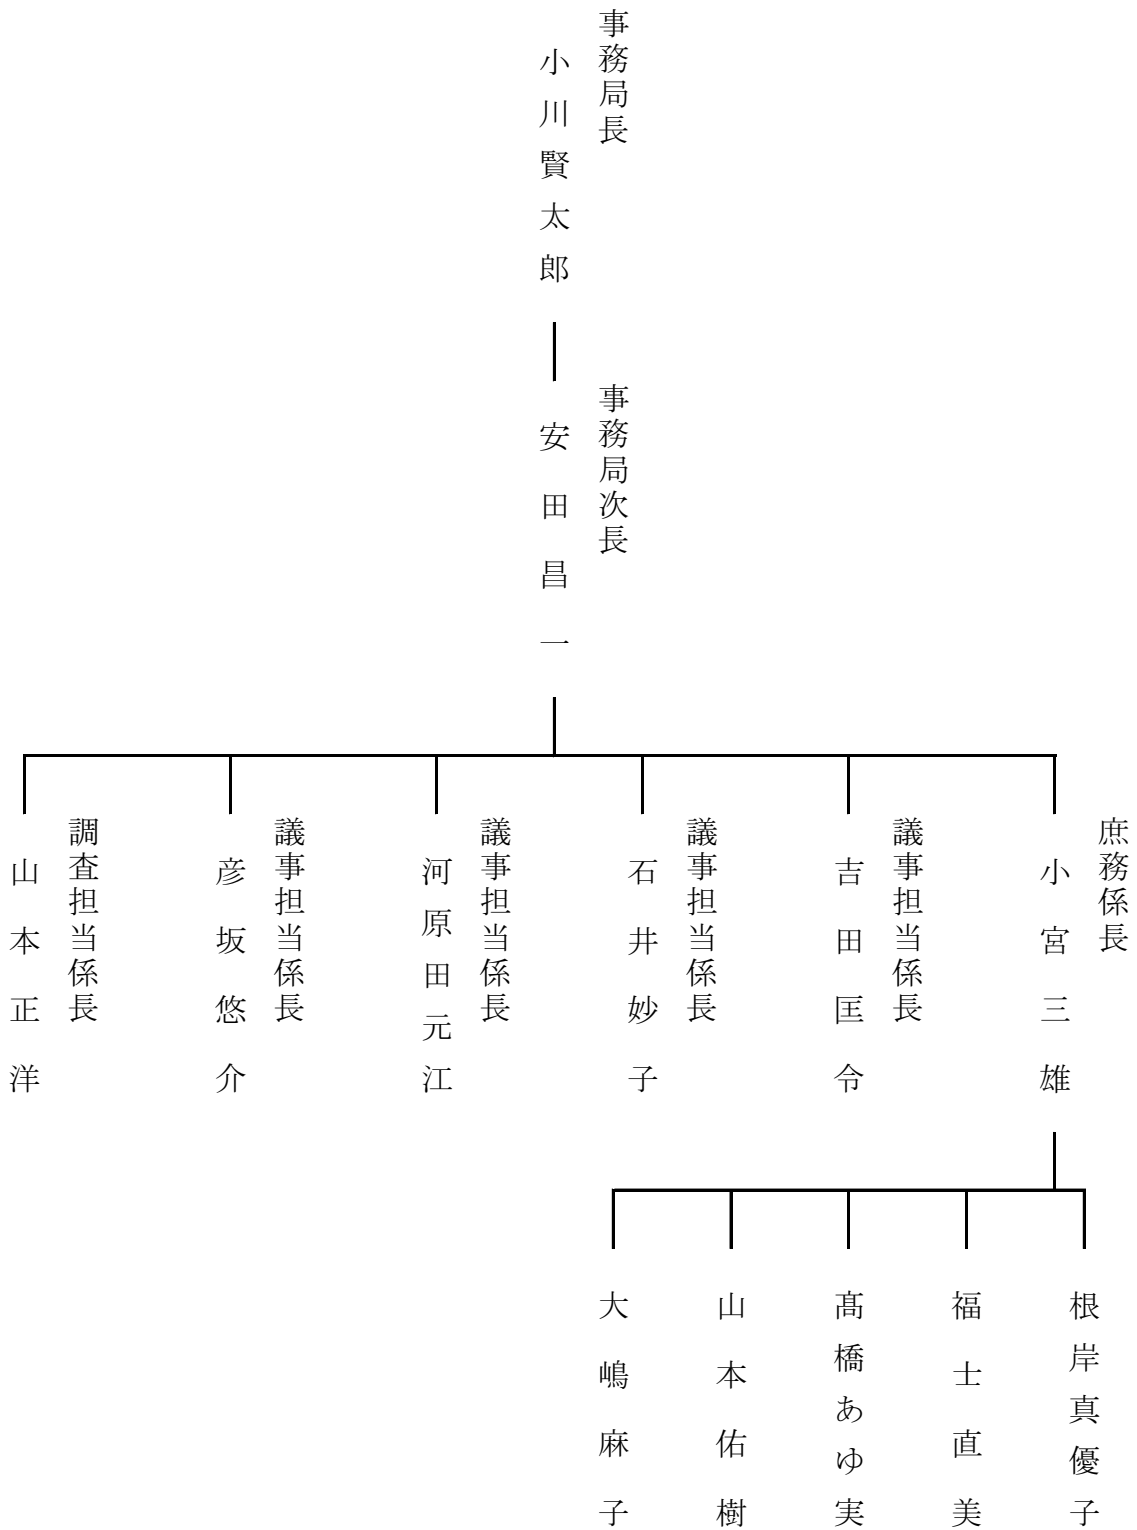 事務局長
小川賢太郎
事務局次長
安田昌一
庶務係長
小宮三雄
議事担当係長
吉田匡令
議事担当係長
石井妙子
議事担当係長
河原田元江
議事担当係長
彦坂悠介
調査担当係長
山本正洋
根岸真優子
福士直美
髙橋あゆ実
山本佑樹
大嶋麻子